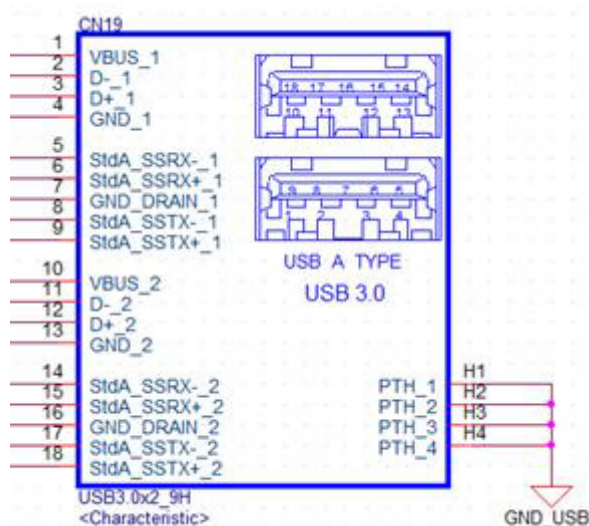 CN19
1 VBUS_1
2 D-_1
3 D+_1
4 GND_1
5 StdA_SSRX-_1
6 StdA_SSRX+_1
7 GND_DRAIN_1
8 StdA_SSTX-_1
9 StdA_SSTX+_1
10 VBUS_2
11 D-_2
12 D+_2
13 GND_2
14 StdA_SSRX-_2
15 StdA_SSRX+_2
16 GND_DRAIN_2
17 StdA_SSTX-_2
18 StdA_SSTX+_2
18 17 16 15 14
10 11 12 13
9 8 7 6 5
1 2 3 4
USB A TYPE
USB 3.0
PTH_1 H1
PTH_2 H2
PTH_3 H3
PTH_4 H4
USB3.0x2_9H
<Characteristic>
GND_USB